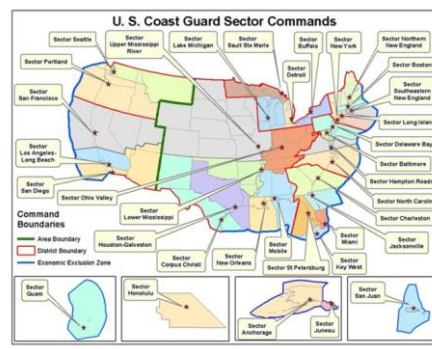 U. S. Coast Guard Sector Commands
Sector Seattle
Sector
Upper Mississippi
River
Sector
Lake Michigan
Sector
Sault Ste Marie
Sector
Buffalo
Sector
New York
Sector Northern
New England
Sector Portland
Sector
Detroit
Sector Boston
Sector
Southeastern
New England
Sector
San Francisco
Sector Long Island
Sector Delaware Bay
Sector Baltimore
Sector
Los Angeles-
Long Beach
Sector Hampton Roads
Sector
San Diego
Sector North Carolina
Sector Ohio Valley
Sector Charleston
Sector
Lower Mississippi
Sector
Jacksonville
Command
Boundaries
Area Boundary
District Boundary
Economic Exclusion Zone
Sector
Houston-Galveston
Sector
Miami
Sector
Corpus Christi
Sector
New Orleans
Sector
Mobile
Sector
Key West
Sector St Petersburg
Sector
Guam
Sector
Honolulu
Sector
Anchorage
Sector
Juneau
Sector
San Juan